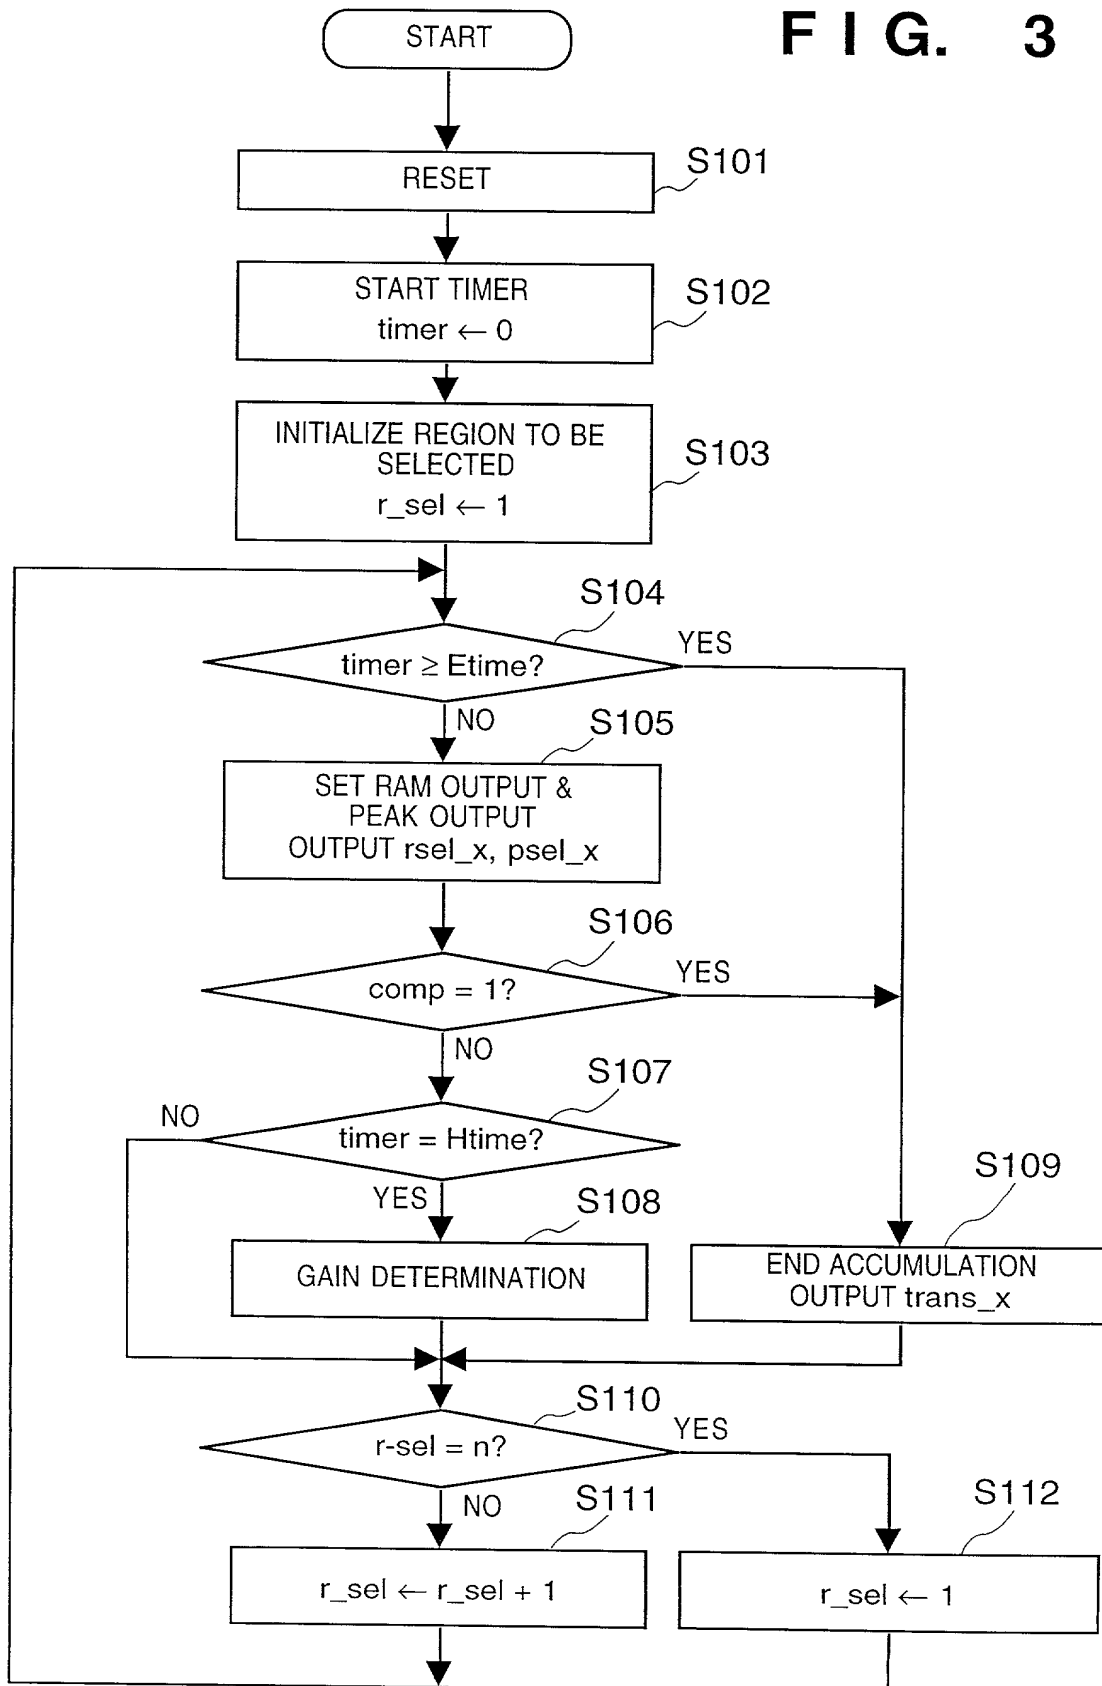 FIG. 3
START
RESET
S101
START TIMER
timer ← 0
S102
INITIALIZE REGION TO BE
SELECTED
r_sel ← 1
S103
S104
timer ≥ Etime?
YES
NO
S105
SET RAM OUTPUT &
PEAK OUTPUT
OUTPUT rsel_x, psel_x
S106
comp = 1?
YES
NO
S107
timer = Htime?
NO
YES
S108
GAIN DETERMINATION
S109
END ACCUMULATION
OUTPUT trans_x
S110
r-sel = n?
YES
NO
S111
r_sel ← r_sel + 1
S112
r_sel ← 1